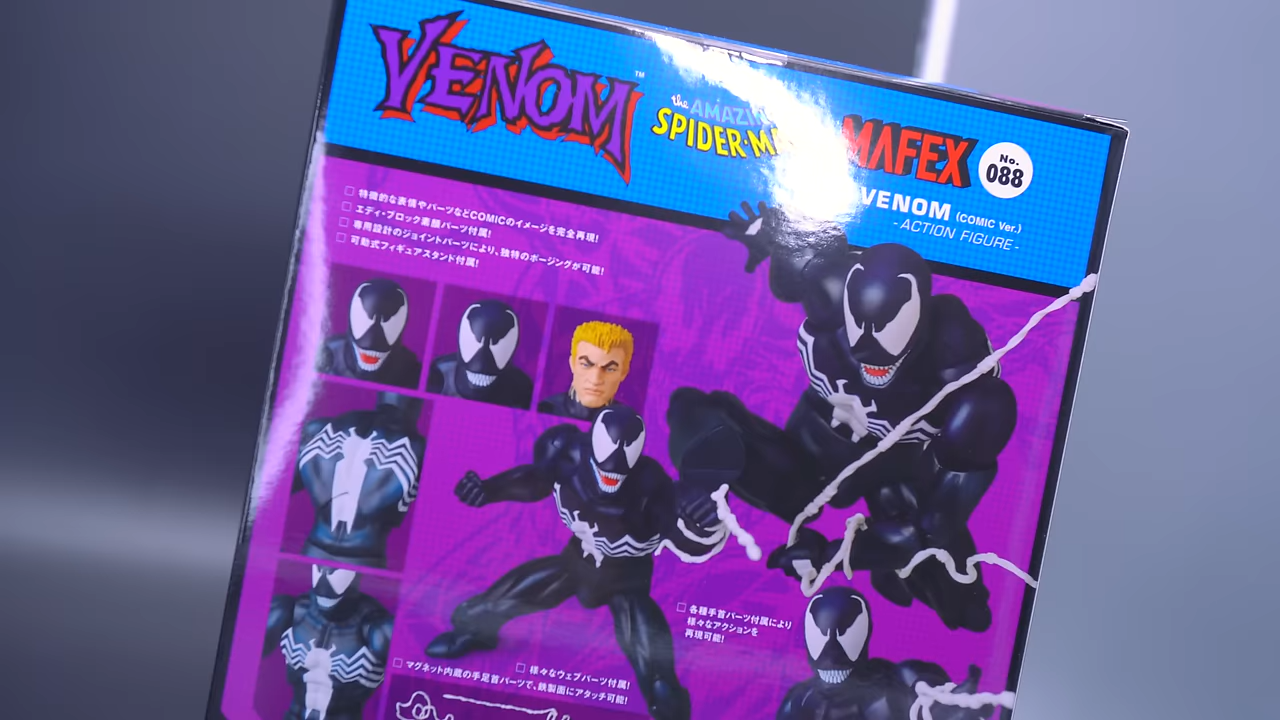 VENOM™
the AMAZING
SPIDER-MAN
MAFEX
No.
088
VENOM (COMIC Ver.)
-ACTION FIGURE-
□ 特徴的な表情やパーツなどCOMICのイメージを完全再現!
□ エディ・ブロック素顔パーツ付属!
□ 専用設計のジョイントパーツにより、独特のポージングが可能!
□ 可動式フィギュアスタンド付属!
□ 各種手首パーツ付属により
様々なアクションを
再現可能!
□ マグネット内蔵の手足首パーツで、鉄製面にアタッチ可能!
□ 様々なウェブパーツ付属!